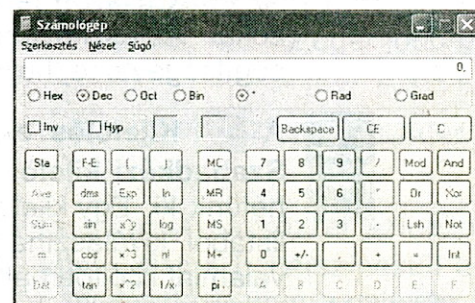 Számológép
Szerkesztés Nézet Súgó
0,
Hex Dec Oct Bin ° Rad Grad
Inv Hyp Backspace CE C
Sta F-E ( ) MC 7 8 9 / Mod And
Ave dms Exp ln MR 4 5 6 * Or Xor
Sum sin x^y log MS 1 2 3 - Lsh Not
cos x^3 n! M+ 0 +/- , + = Int
Dat tan x^2 1/x pi A B C D E F